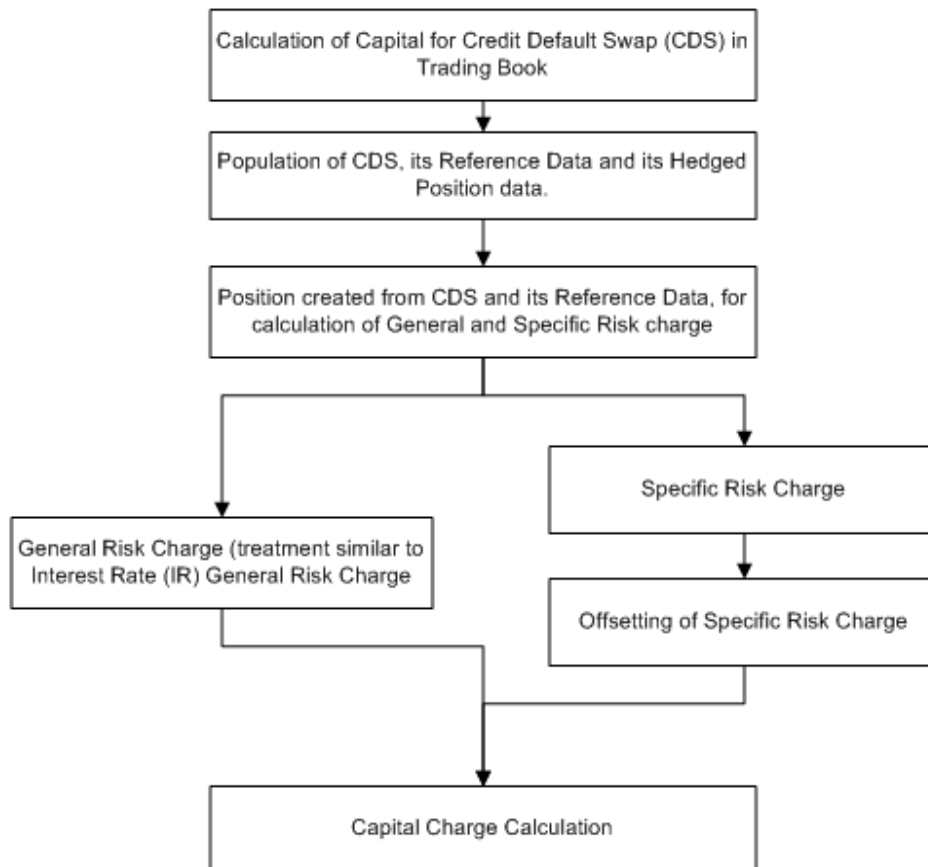 Calculation of Capital for Credit Default Swap (CDS) in
Trading Book
Population of CDS, its Reference Data and its Hedged
Position data.
Position created from CDS and its Reference Data, for
calculation of General and Specific Risk charge
Specific Risk Charge
General Risk Charge (treatment similar to
Interest Rate (IR) General Risk Charge
Offsetting of Specific Risk Charge
Capital Charge Calculation